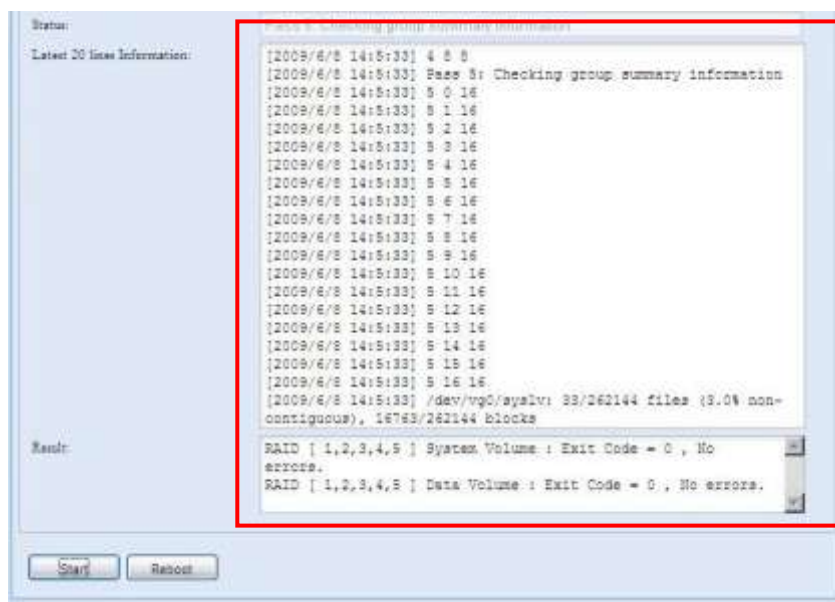 Status:
Pass 5: Checking group summary information
Latest 20 lines Information:
[2009/6/8 14:5:33] 4 8 8
[2009/6/8 14:5:33] Pass 5: Checking group summary information
[2009/6/8 14:5:33] 5 0 16
[2009/6/8 14:5:33] 5 1 16
[2009/6/8 14:5:33] 5 2 16
[2009/6/8 14:5:33] 5 3 16
[2009/6/8 14:5:33] 5 4 16
[2009/6/8 14:5:33] 5 5 16
[2009/6/8 14:5:33] 5 6 16
[2009/6/8 14:5:33] 5 7 16
[2009/6/8 14:5:33] 5 8 16
[2009/6/8 14:5:33] 5 9 16
[2009/6/8 14:5:33] 5 10 16
[2009/6/8 14:5:33] 5 11 16
[2009/6/8 14:5:33] 5 12 16
[2009/6/8 14:5:33] 5 13 16
[2009/6/8 14:5:33] 5 14 16
[2009/6/8 14:5:33] 5 15 16
[2009/6/8 14:5:33] 5 16 16
[2009/6/8 14:5:33] /dev/vg0/syslv: 33/262144 files (3.0% non-
contiguous), 16763/262144 blocks
Result:
RAID [ 1,2,3,4,5 ] System Volume : Exit Code = 0 , No
errors.
RAID [ 1,2,3,4,5 ] Data Volume : Exit Code = 0 , No errors.
Start
Reboot